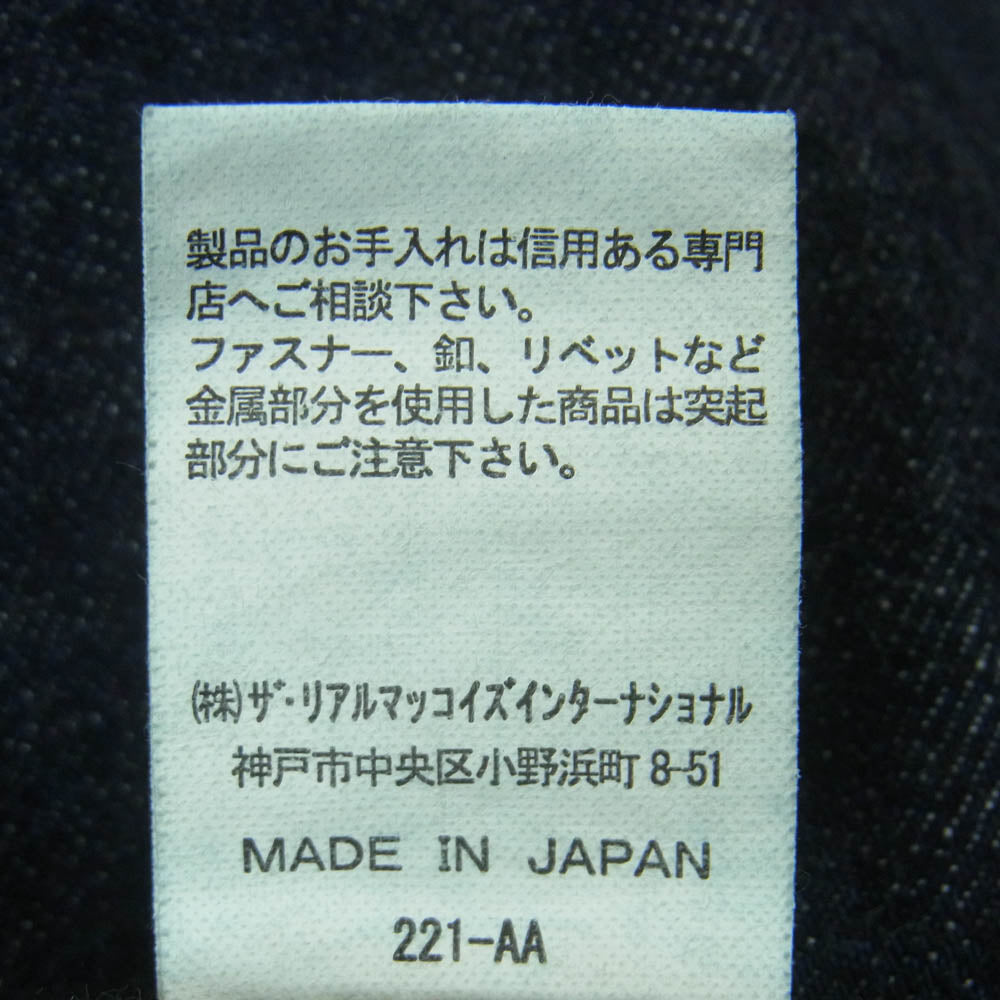 製品のお手入れは信用ある専門
店へご相談下さい。
ファスナー、釦、リベットなど
金属部分を使用した商品は突起
部分にご注意下さい。
(株)ザ・リアルマッコイズインターナショナル
神戸市中央区小野浜町8-51
MADE IN JAPAN
221-AA